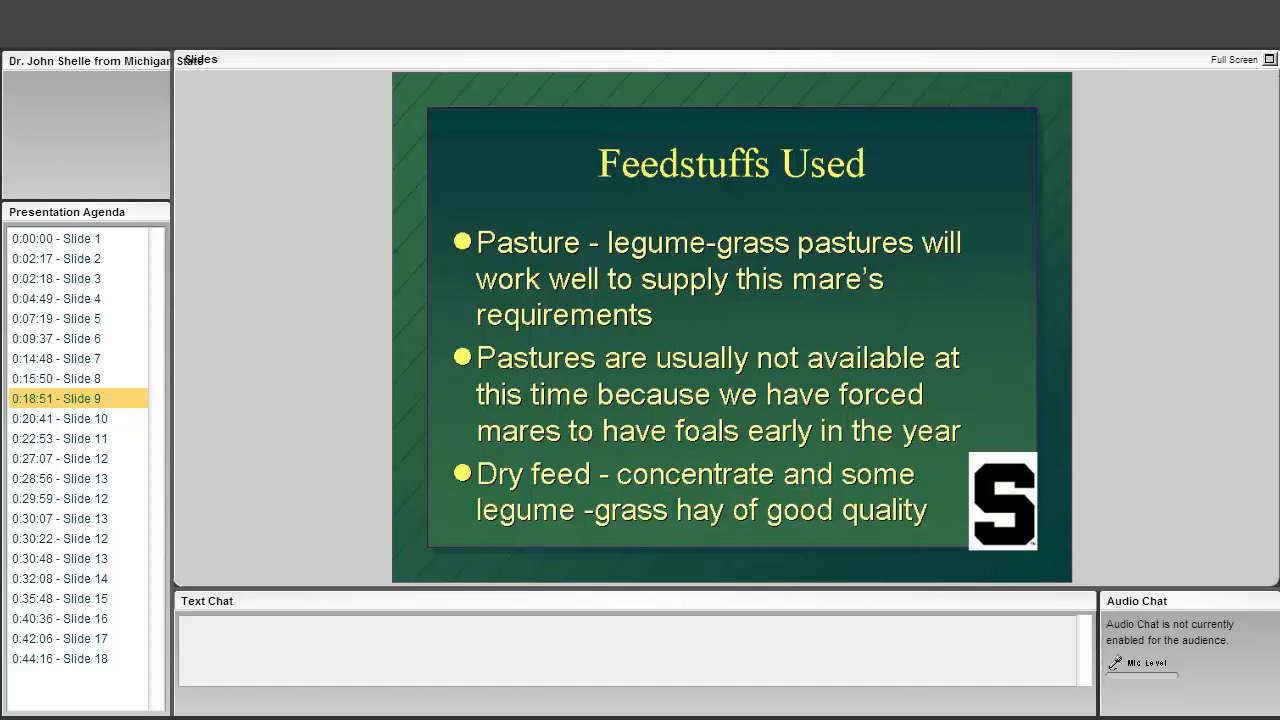 Dr. John Shelle from Michigan State
Presentation Agenda
0:00:00 - Slide 1
0:02:17 - Slide 2
0:02:18 - Slide 3
0:04:49 - Slide 4
0:07:19 - Slide 5
0:09:37 - Slide 6
0:14:48 - Slide 7
0:15:50 - Slide 8
0:18:51 - Slide 9
0:20:41 - Slide 10
0:22:53 - Slide 11
0:27:07 - Slide 12
0:28:56 - Slide 13
0:29:59 - Slide 12
0:30:07 - Slide 13
0:30:22 - Slide 12
0:30:48 - Slide 13
0:32:08 - Slide 14
0:35:48 - Slide 15
0:40:36 - Slide 16
0:42:06 - Slide 17
0:44:16 - Slide 18
Slides
Full Screen
Feedstuffs Used
Pasture - legume-grass pastures will
work well to supply this mare's
requirements
Pastures are usually not available at
this time because we have forced
mares to have foals early in the year
Dry feed - concentrate and some
legume -grass hay of good quality
S
Text Chat
Audio Chat
Audio Chat is not currently
enabled for the audience.
Mic Level